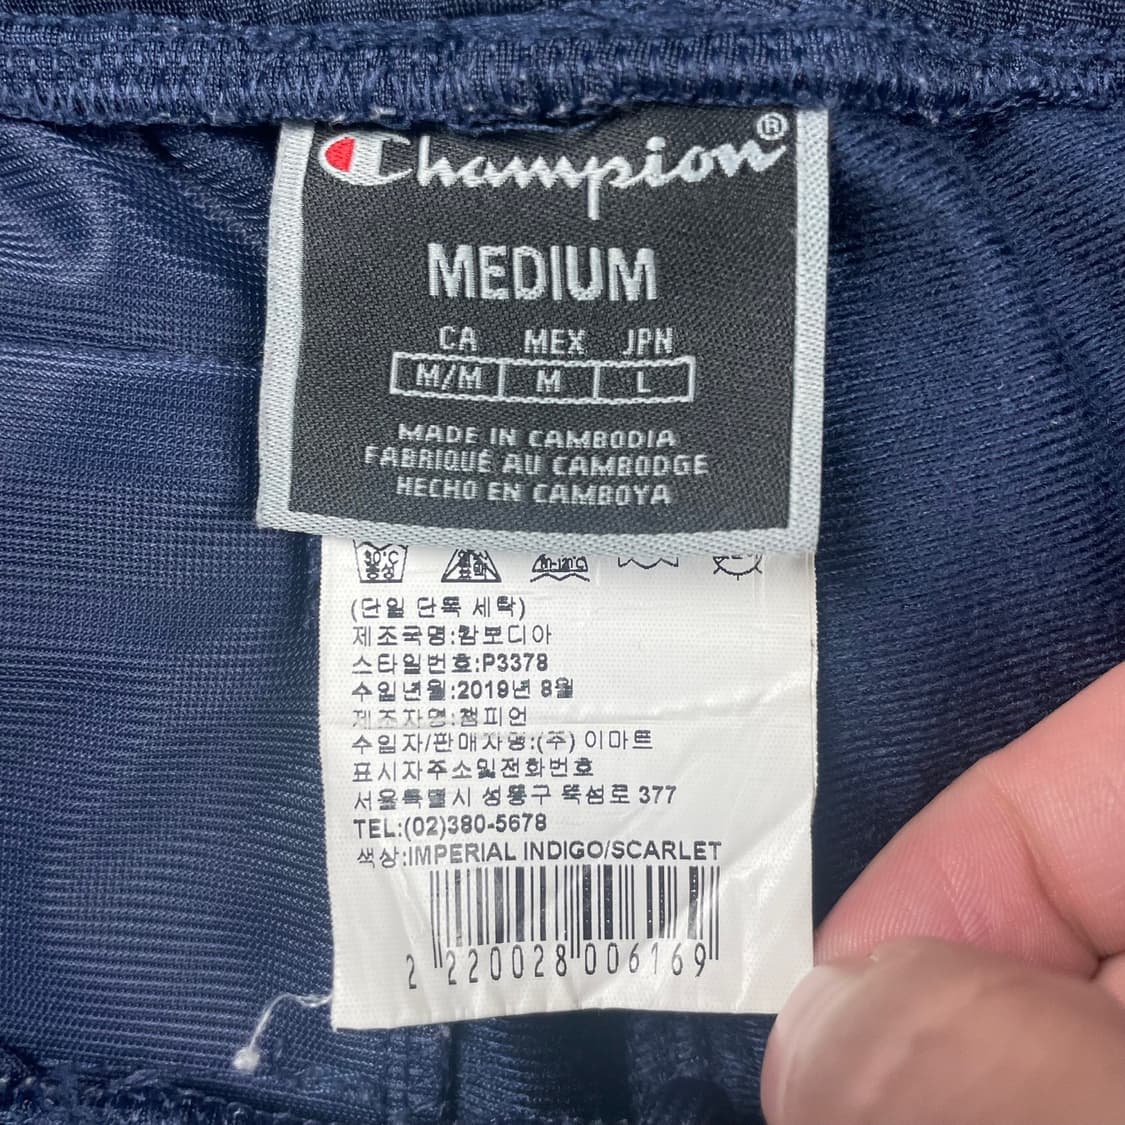 Champion®
MEDIUM
CA MEX JPN
M/M M L
MADE IN CAMBODIA
FABRIQUÉ AU CAMBODGE
HECHO EN CAMBOYA
30°C
중성
80-120°C
(단일 단독 세탁)
제조국명:캄보디아
스타일번호:P3378
수입년월:2019년 8월
제조자명:챔피언
수입자/판매자명:(주) 이마트
표시자주소및전화번호
서울특별시 성동구 뚝섬로 377
TEL:(02)380-5678
색상:IMPERIAL INDIGO/SCARLET
2 220028 006169